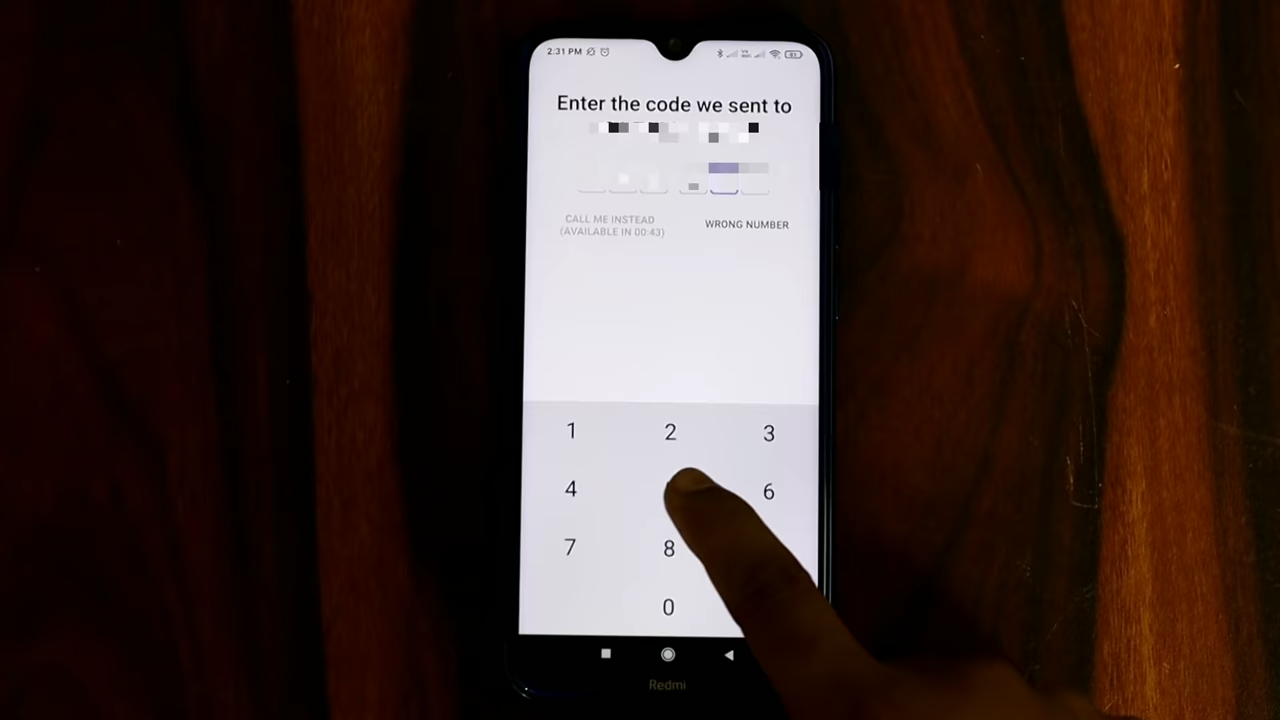 2:31 PM
Enter the code we sent to
CALL ME INSTEAD
(AVAILABLE IN 00:43)
WRONG NUMBER
1 2 3
4 6
7 8
0
Redmi